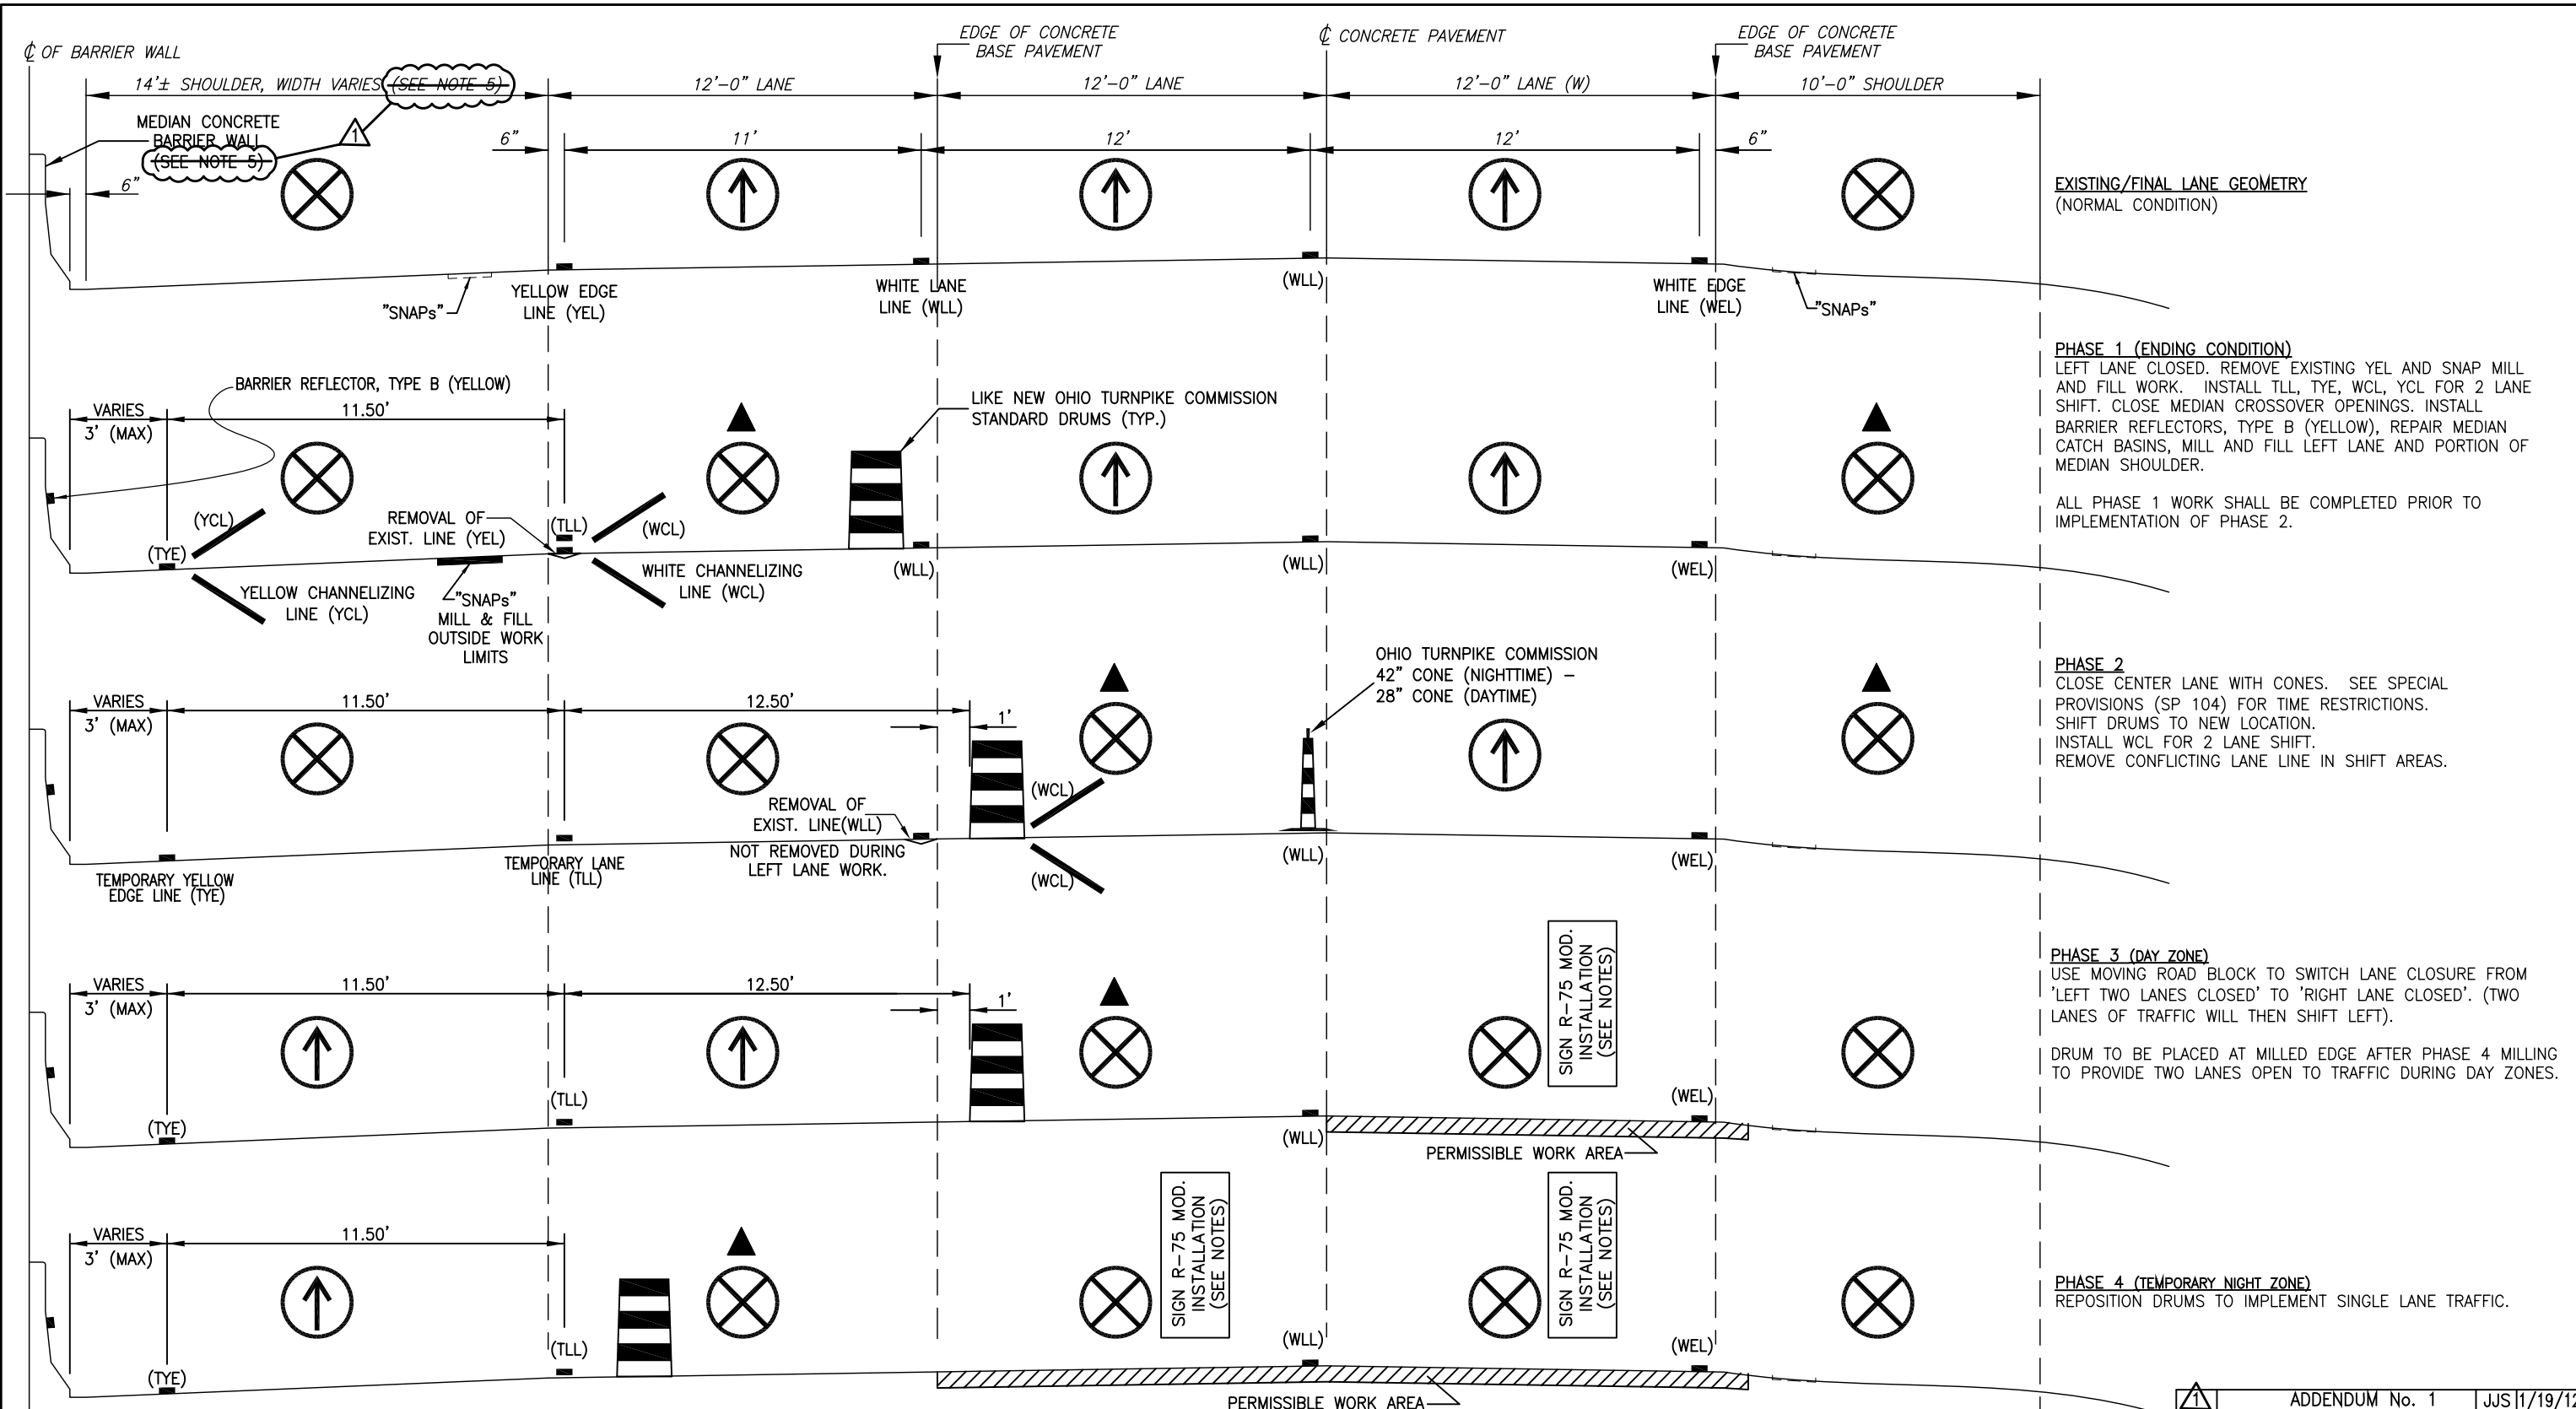 ℄ OF BARRIER WALL
EDGE OF CONCRETE
BASE PAVEMENT
℄ CONCRETE PAVEMENT
EDGE OF CONCRETE
BASE PAVEMENT
14'± SHOULDER, WIDTH VARIES (SEE NOTE 5)
12'-0" LANE
12'-0" LANE
12'-0" LANE (W)
10'-0" SHOULDER
MEDIAN CONCRETE
BARRIER WALL
(SEE NOTE 5)
1
6"
6"
11'
12'
12'
6"
EXISTING/FINAL LANE GEOMETRY
(NORMAL CONDITION)
"SNAPs"
YELLOW EDGE
LINE (YEL)
WHITE LANE
LINE (WLL)
(WLL)
WHITE EDGE
LINE (WEL)
"SNAPs"
BARRIER REFLECTOR, TYPE B (YELLOW)
VARIES
3' (MAX)
11.50'
LIKE NEW OHIO TURNPIKE COMMISSION
STANDARD DRUMS (TYP.)
(YCL)
(TYE)
REMOVAL OF
EXIST. LINE (YEL)
(TLL)
(WCL)
YELLOW CHANNELIZING
LINE (YCL)
"SNAPs"
MILL & FILL
OUTSIDE WORK
LIMITS
WHITE CHANNELIZING
LINE (WCL)
(WLL)
(WLL)
(WEL)
PHASE 1 (ENDING CONDITION)
LEFT LANE CLOSED. REMOVE EXISTING YEL AND SNAP MILL
AND FILL WORK. INSTALL TLL, TYE, WCL, YCL FOR 2 LANE
SHIFT. CLOSE MEDIAN CROSSOVER OPENINGS. INSTALL
BARRIER REFLECTORS, TYPE B (YELLOW), REPAIR MEDIAN
CATCH BASINS, MILL AND FILL LEFT LANE AND PORTION OF
MEDIAN SHOULDER.
ALL PHASE 1 WORK SHALL BE COMPLETED PRIOR TO
IMPLEMENTATION OF PHASE 2.
VARIES
3' (MAX)
11.50'
12.50'
1'
OHIO TURNPIKE COMMISSION
42" CONE (NIGHTTIME) –
28" CONE (DAYTIME)
REMOVAL OF
EXIST. LINE(WLL)
NOT REMOVED DURING
LEFT LANE WORK.
(WCL)
(WCL)
TEMPORARY YELLOW
EDGE LINE (TYE)
TEMPORARY LANE
LINE (TLL)
(WLL)
(WEL)
PHASE 2
CLOSE CENTER LANE WITH CONES. SEE SPECIAL
PROVISIONS (SP 104) FOR TIME RESTRICTIONS.
SHIFT DRUMS TO NEW LOCATION.
INSTALL WCL FOR 2 LANE SHIFT.
REMOVE CONFLICTING LANE LINE IN SHIFT AREAS.
VARIES
3' (MAX)
11.50'
12.50'
1'
SIGN R-75 MOD.
INSTALLATION
(SEE NOTES)
(TYE)
(TLL)
(WLL)
(WEL)
PERMISSIBLE WORK AREA
PHASE 3 (DAY ZONE)
USE MOVING ROAD BLOCK TO SWITCH LANE CLOSURE FROM
'LEFT TWO LANES CLOSED' TO 'RIGHT LANE CLOSED'. (TWO
LANES OF TRAFFIC WILL THEN SHIFT LEFT).
DRUM TO BE PLACED AT MILLED EDGE AFTER PHASE 4 MILLING
TO PROVIDE TWO LANES OPEN TO TRAFFIC DURING DAY ZONES.
VARIES
3' (MAX)
11.50'
SIGN R-75 MOD.
INSTALLATION
(SEE NOTES)
SIGN R-75 MOD.
INSTALLATION
(SEE NOTES)
(TYE)
(TLL)
(WLL)
(WEL)
PERMISSIBLE WORK AREA
PHASE 4 (TEMPORARY NIGHT ZONE)
REPOSITION DRUMS TO IMPLEMENT SINGLE LANE TRAFFIC.
1 ADDENDUM No. 1 JJS 1/19/12